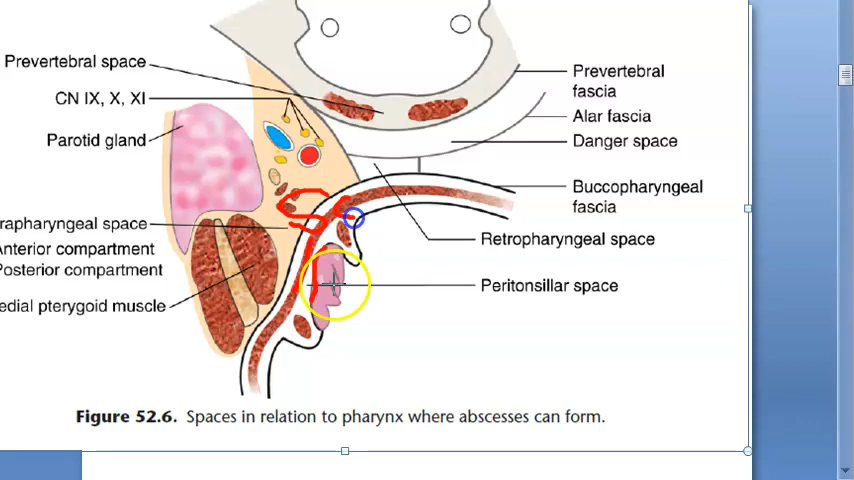 Prevertebral space
CN IX, X, XI
Parotid gland
rapharyngeal space
Anterior compartment
Posterior compartment
edial pterygoid muscle
Prevertebral
fascia
Alar fascia
Danger space
Buccopharyngeal
fascia
Retropharyngeal space
Peritonsillar space
Figure 52.6. Spaces in relation to pharynx where abscesses can form.